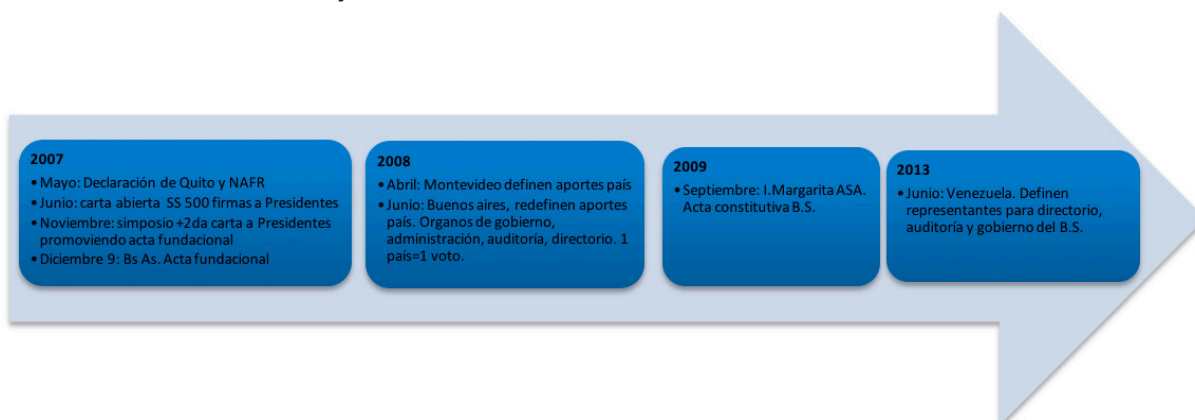 2007
•Mayo: Declaración de Quito y NAFR
•Junio: carta abierta SS 500 firmas a Presidentes
•Noviembre: simposio +2da carta a Presidentes
promoviendo acta fundacional
•Diciembre 9: Bs As. Acta fundacional
2008
•Abril: Montevideo definen aportes país
•Junio: Buenos aires, redefinen aportes
país. Organos de gobierno,
administración, auditoría, directorio. 1
país=1 voto.
2009
•Septiembre: I.Margarita ASA.
Acta constitutiva B.S.
2013
•Junio: Venezuela. Definen
representantes para directorio,
auditoría y gobierno del B.S.